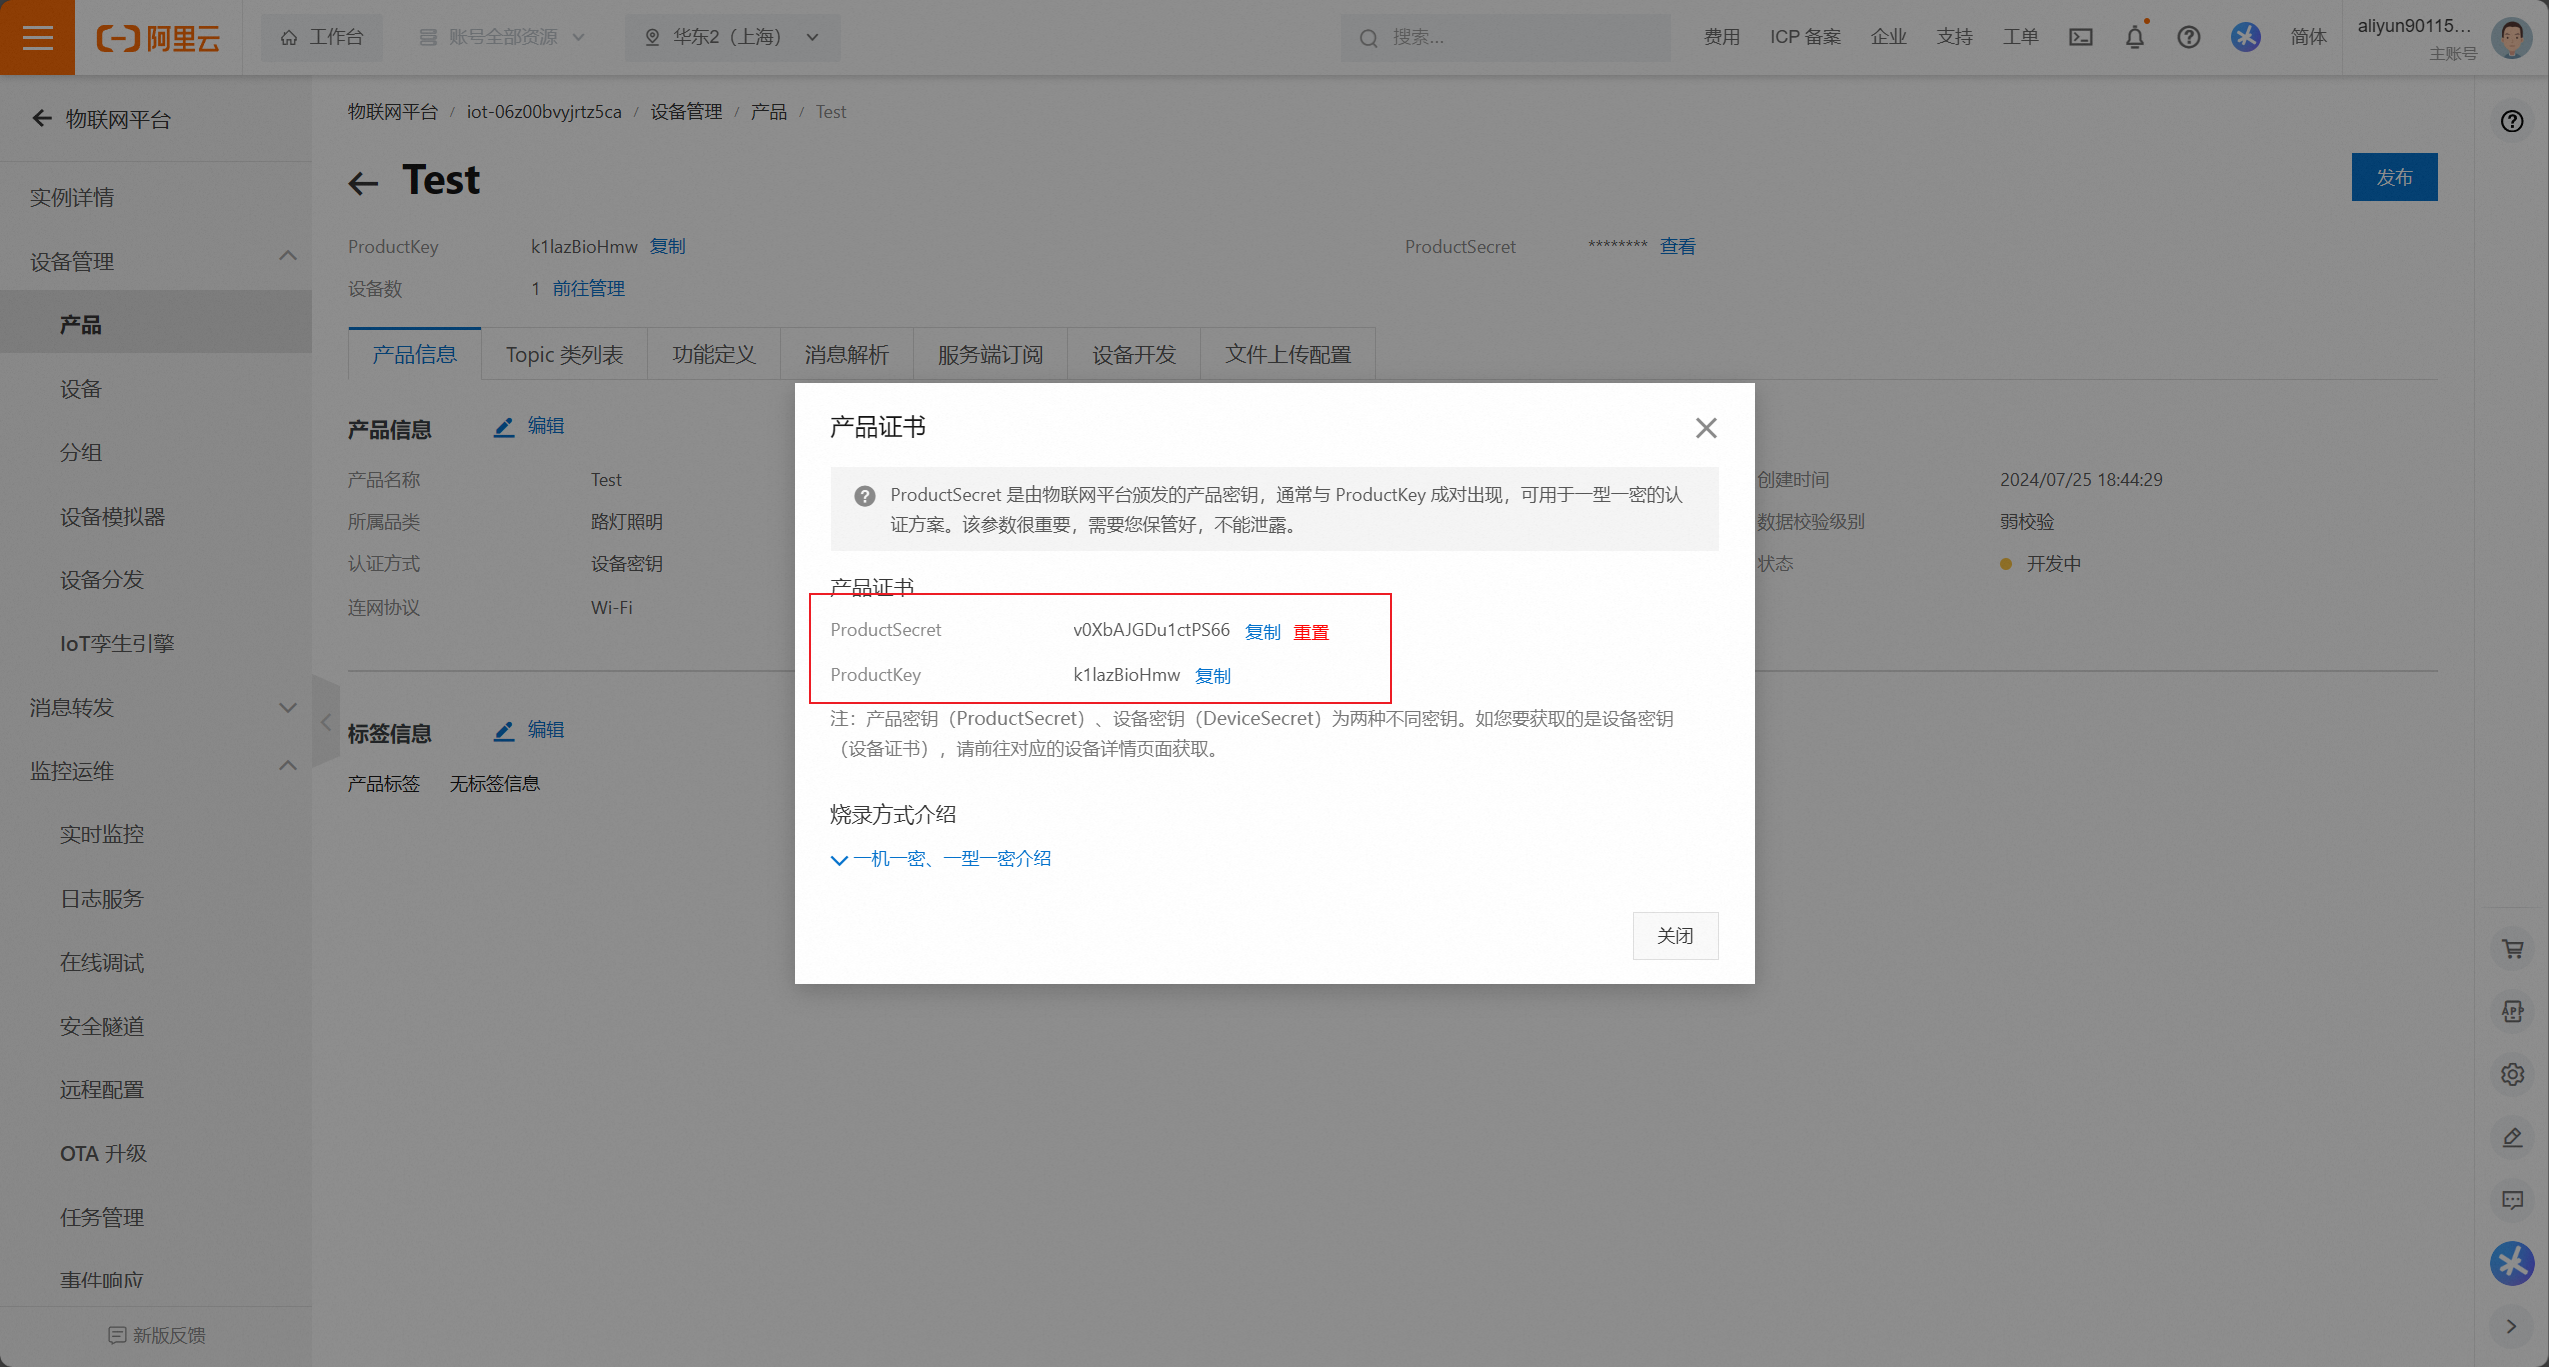 阿里云
工作台
账号全部资源
华东2（上海）
搜索...
费用
ICP 备案
企业
支持
工单
简体
aliyun90115...
主账号
物联网平台
实例详情
设备管理
产品
设备
分组
设备模拟器
设备分发
IoT孪生引擎
消息转发
监控运维
实时监控
日志服务
在线调试
安全隧道
远程配置
OTA 升级
任务管理
事件响应
新版反馈
物联网平台 / iot-06z00bvyjrtz5ca / 设备管理 / 产品 / Test
Test
发布
ProductKey k1lazBioHmw 复制
ProductSecret ******** 查看
设备数 1 前往管理
产品信息 Topic 类列表 功能定义 消息解析 服务端订阅 设备开发 文件上传配置
产品信息 编辑
产品名称 Test
创建时间 2024/07/25 18:44:29
所属品类 路灯照明
数据校验级别 弱校验
认证方式 设备密钥
状态 开发中
连网协议 Wi-Fi
标签信息 编辑
产品标签 无标签信息
产品证书
ProductSecret 是由物联网平台颁发的产品密钥，通常与 ProductKey 成对出现，可用于一型一密的认
证方案。该参数很重要，需要您保管好，不能泄露。
产品证书
ProductSecret v0XbAJGDu1ctPS66 复制 重置
ProductKey k1lazBioHmw 复制
注：产品密钥（ProductSecret）、设备密钥（DeviceSecret）为两种不同密钥。如您要获取的是设备密钥
（设备证书），请前往对应的设备详情页面获取。
烧录方式介绍
一机一密、一型一密介绍
关闭
APP